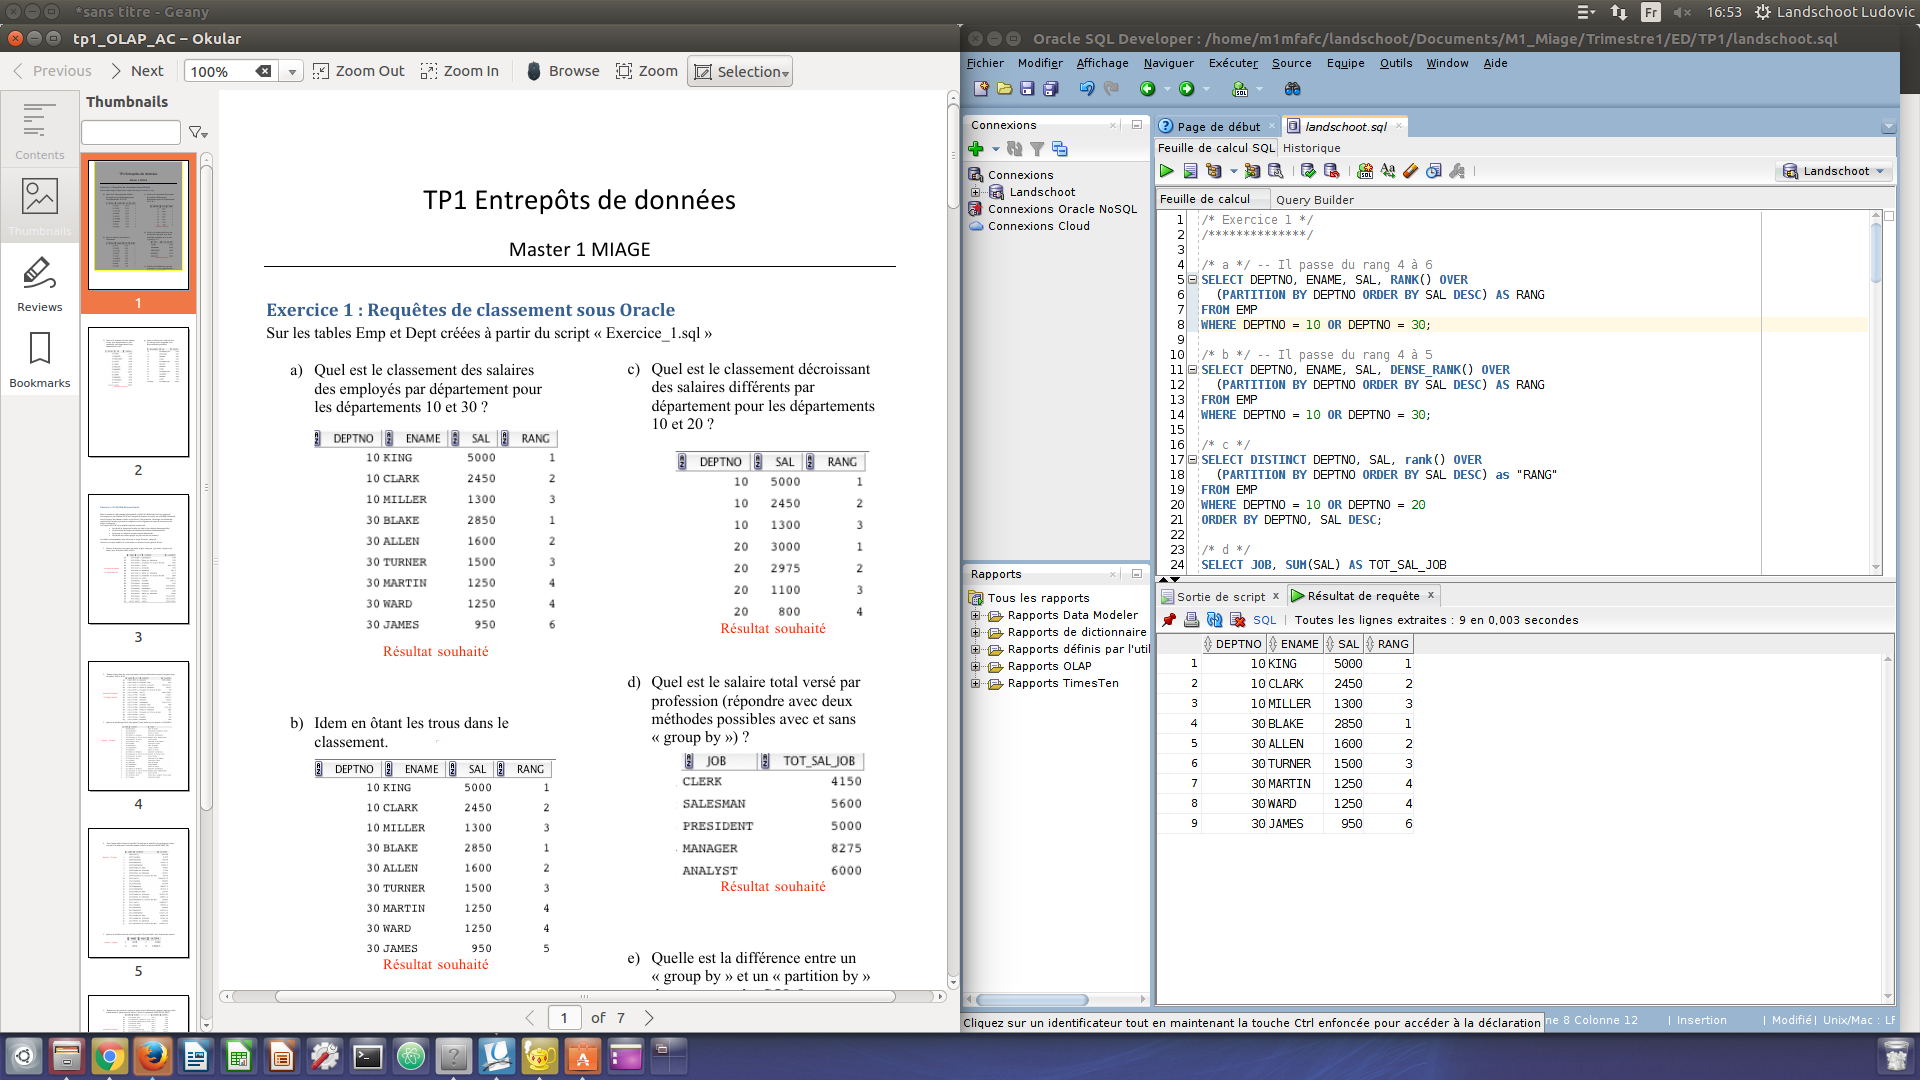 *sans titre - Geany
Fr
16:53
Landschoot Ludovic
tp1_OLAP_AC – Okular
Previous
Next
100%
Zoom Out
Zoom In
Browse
Zoom
Selection
Contents
Thumbnails
Reviews
Bookmarks
Thumbnails
1
2
3
4
5
TP1 Entrepôts de données
Master 1 MIAGE
Exercice 1 : Requêtes de classement sous Oracle
Sur les tables Emp et Dept créées à partir du script « Exercice_1.sql »
a) Quel est le classement des salaires
des employés par département pour
les départements 10 et 30 ?
DEPTNO ENAME SAL RANG
10 KING 5000 1
10 CLARK 2450 2
10 MILLER 1300 3
30 BLAKE 2850 1
30 ALLEN 1600 2
30 TURNER 1500 3
30 MARTIN 1250 4
30 WARD 1250 4
30 JAMES 950 6
Résultat souhaité
b) Idem en ôtant les trous dans le
classement.
DEPTNO ENAME SAL RANG
10 KING 5000 1
10 CLARK 2450 2
10 MILLER 1300 3
30 BLAKE 2850 1
30 ALLEN 1600 2
30 TURNER 1500 3
30 MARTIN 1250 4
30 WARD 1250 4
30 JAMES 950 5
Résultat souhaité
c) Quel est le classement décroissant
des salaires différents par
département pour les départements
10 et 20 ?
DEPTNO SAL RANG
10 5000 1
10 2450 2
10 1300 3
20 3000 1
20 2975 2
20 1100 3
20 800 4
Résultat souhaité
d) Quel est le salaire total versé par
profession (répondre avec deux
méthodes possibles avec et sans
« group by ») ?
JOB TOT_SAL_JOB
CLERK 4150
SALESMAN 5600
PRESIDENT 5000
MANAGER 8275
ANALYST 6000
Résultat souhaité
e) Quelle est la différence entre un
« group by » et un « partition by »
1 of 7
Oracle SQL Developer : /home/m1mfafc/landschoot/Documents/M1_Miage/Trimestre1/ED/TP1/landschoot.sql
Fichier Modifier Affichage Naviguer Exécuter Source Equipe Outils Window Aide
Connexions
Connexions
Landschoot
Connexions Oracle NoSQL
Connexions Cloud
Rapports
Tous les rapports
Rapports Data Modeler
Rapports de dictionnaire
Rapports définis par l'util
Rapports OLAP
Rapports TimesTen
Page de début
landschoot.sql
Feuille de calcul SQL Historique
Landschoot
Feuille de calcul Query Builder
1 /* Exercice 1 */
2 /**************/
3
4 /* a */ -- Il passe du rang 4 à 6
5 SELECT DEPTNO, ENAME, SAL, RANK() OVER
6 (PARTITION BY DEPTNO ORDER BY SAL DESC) AS RANG
7 FROM EMP
8 WHERE DEPTNO = 10 OR DEPTNO = 30;
9
10 /* b */ -- Il passe du rang 4 à 5
11 SELECT DEPTNO, ENAME, SAL, DENSE_RANK() OVER
12 (PARTITION BY DEPTNO ORDER BY SAL DESC) AS RANG
13 FROM EMP
14 WHERE DEPTNO = 10 OR DEPTNO = 30;
15
16 /* c */
17 SELECT DISTINCT DEPTNO, SAL, rank() OVER
18 (PARTITION BY DEPTNO ORDER BY SAL DESC) as "RANG"
19 FROM EMP
20 WHERE DEPTNO = 10 OR DEPTNO = 20
21 ORDER BY DEPTNO, SAL DESC;
22
23 /* d */
24 SELECT JOB, SUM(SAL) AS TOT_SAL_JOB
Sortie de script x Résultat de requête x
SQL | Toutes les lignes extraites : 9 en 0,003 secondes
DEPTNO ENAME SAL RANG
1 10 KING 5000 1
2 10 CLARK 2450 2
3 10 MILLER 1300 3
4 30 BLAKE 2850 1
5 30 ALLEN 1600 2
6 30 TURNER 1500 3
7 30 MARTIN 1250 4
8 30 WARD 1250 4
9 30 JAMES 950 6
Cliquez sur un identificateur tout en maintenant la touche Ctrl enfoncée pour accéder à la déclaration
ne 8 Colonne 12 | Insertion | Modifié | Unix/Mac : LF